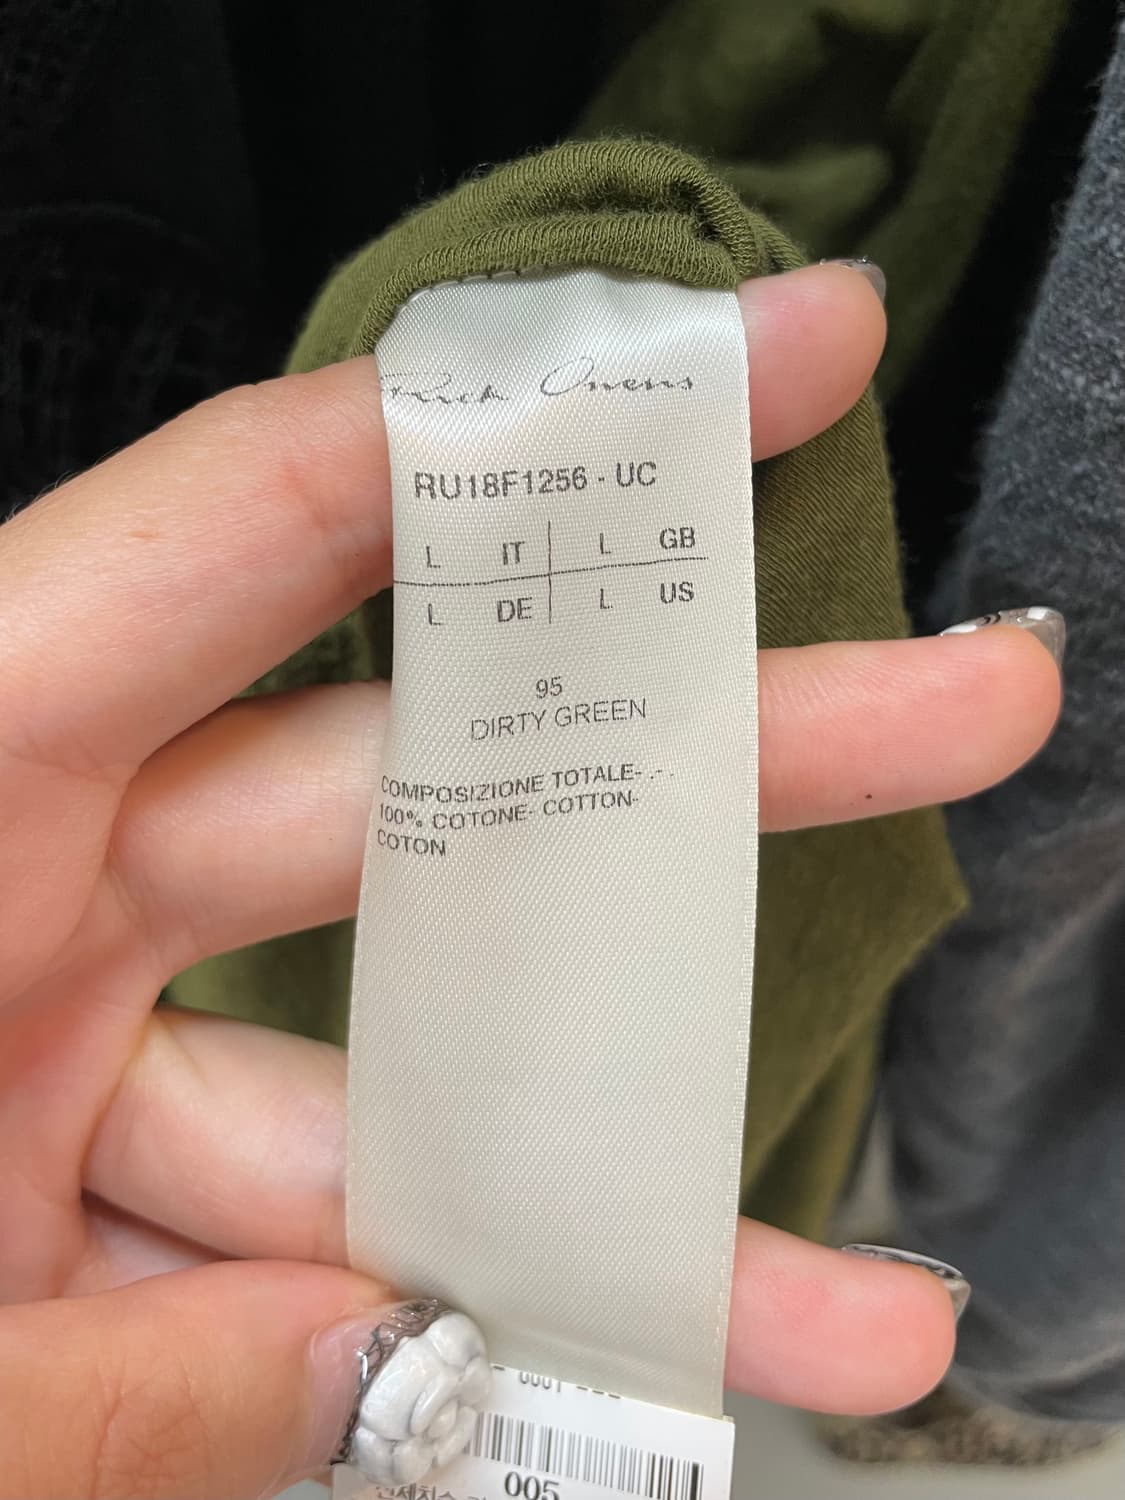 Rick Owens
RU18F1256 - UC
L IT L GB
L DE L US
95
DIRTY GREEN
COMPOSIZIONE TOTALE- .- .
100% COTONE- COTTON-
COTON
005